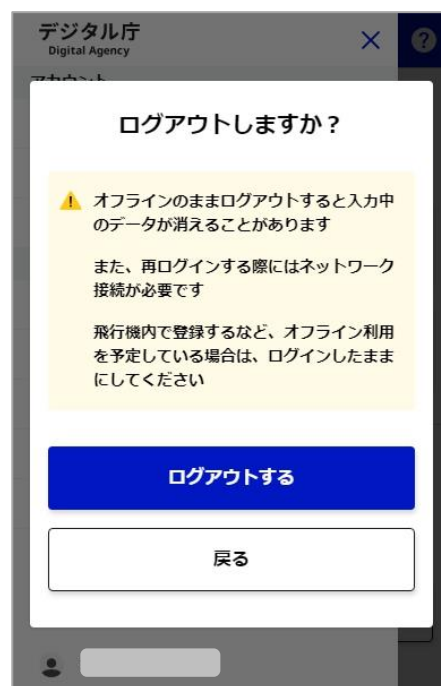 デジタル庁
Digital Agency
アカウント
ログアウトしますか？
オフラインのままログアウトすると入力中
のデータが消えることがあります
また、再ログインする際にはネットワーク
接続が必要です
飛行機内で登録するなど、オフライン利用
を予定している場合は、ログインしたまま
にしてください
ログアウトする
戻る